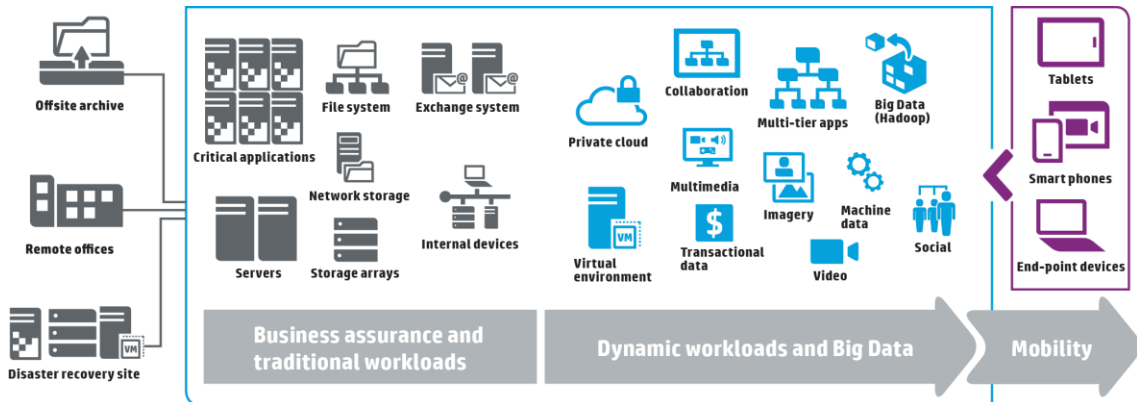 Offsite archive
Remote offices
VM
Disaster recovery site
Critical applications
File system
@
@
Exchange system
Network storage
Servers
Storage arrays
Internal devices
Business assurance and
traditional workloads
Private cloud
Collaboration
Multi-tier apps
Big Data
(Hadoop)
Multimedia
Imagery
Machine
data
Social
VM
Virtual
environment
$
Transactional
data
Video
Dynamic workloads and Big Data
Tablets
Smart phones
End-point devices
Mobility